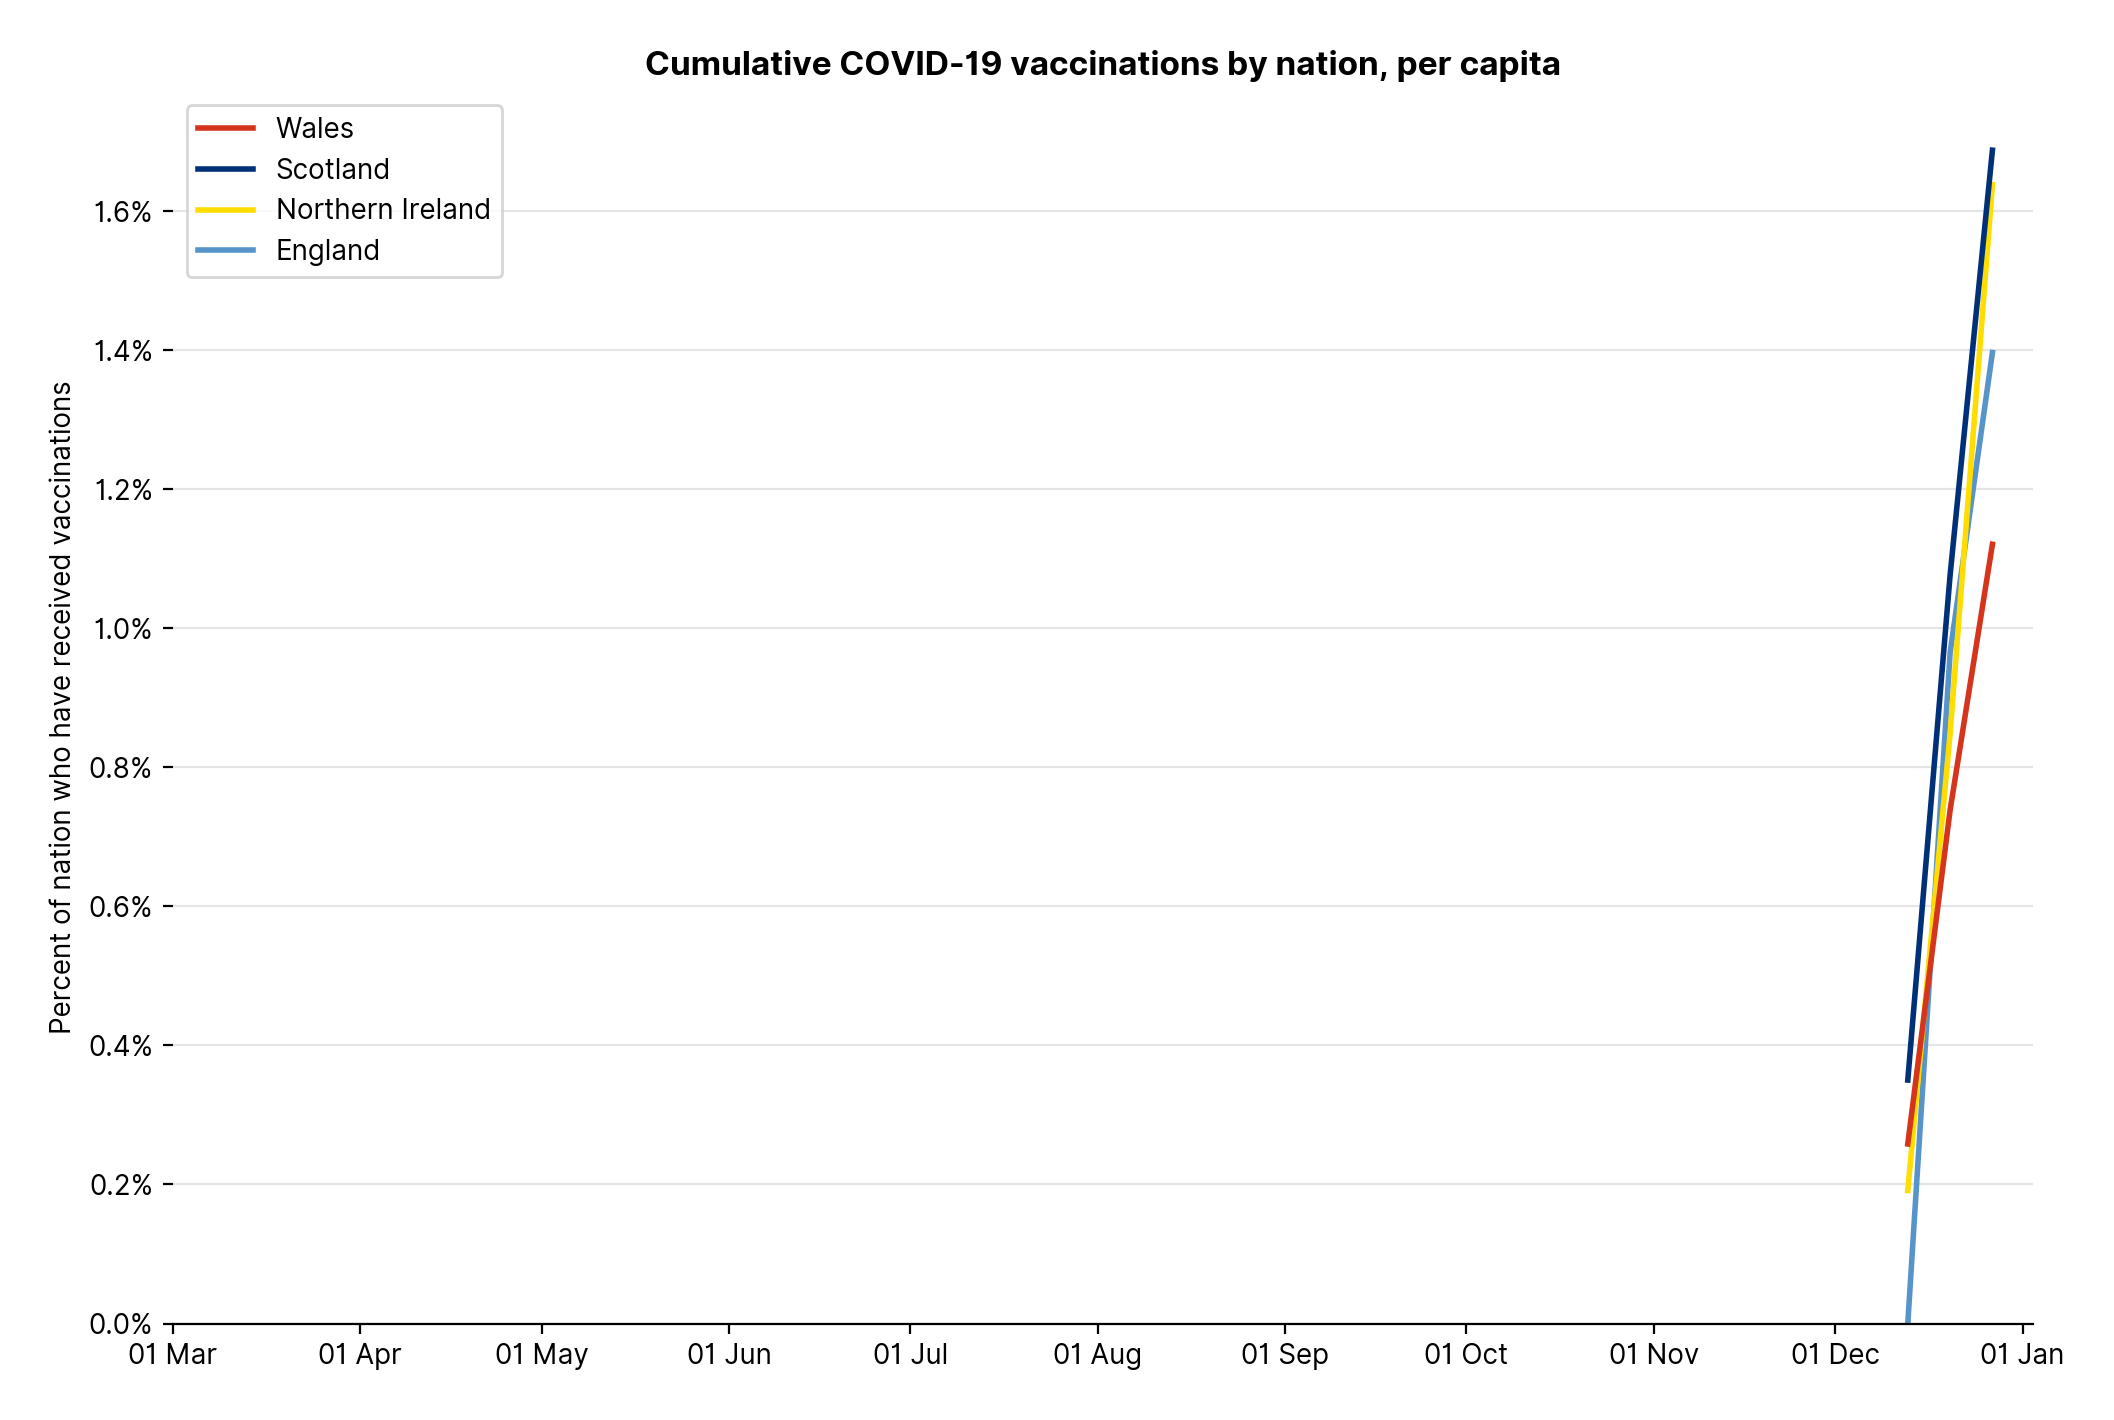 Cumulative COVID-19 vaccinations by nation, per capita
Wales
Scotland
Northern Ireland
England
Percent of nation who have received vaccinations
1.6%
1.4%
1.2%
1.0%
0.8%
0.6%
0.4%
0.2%
0.0%
01 Mar 01 Apr 01 May 01 Jun 01 Jul 01 Aug 01 Sep 01 Oct 01 Nov 01 Dec 01 Jan